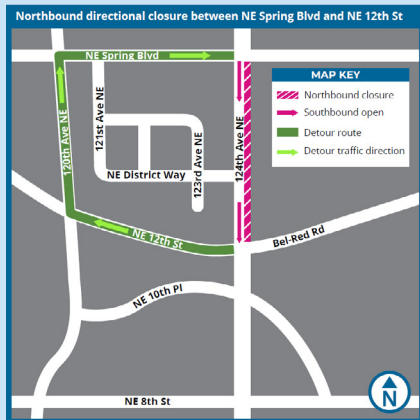 Northbound directional closure between NE Spring Blvd and NE 12th St
NE Spring Blvd
MAP KEY
Northbound closure
Southbound open
Detour route
Detour traffic direction
120th Ave NE
121st Ave NE
123rd Ave NE
124th Ave NE
NE District Way
NE 12th St
Bel-Red Rd
NE 10th Pl
NE 8th St
N